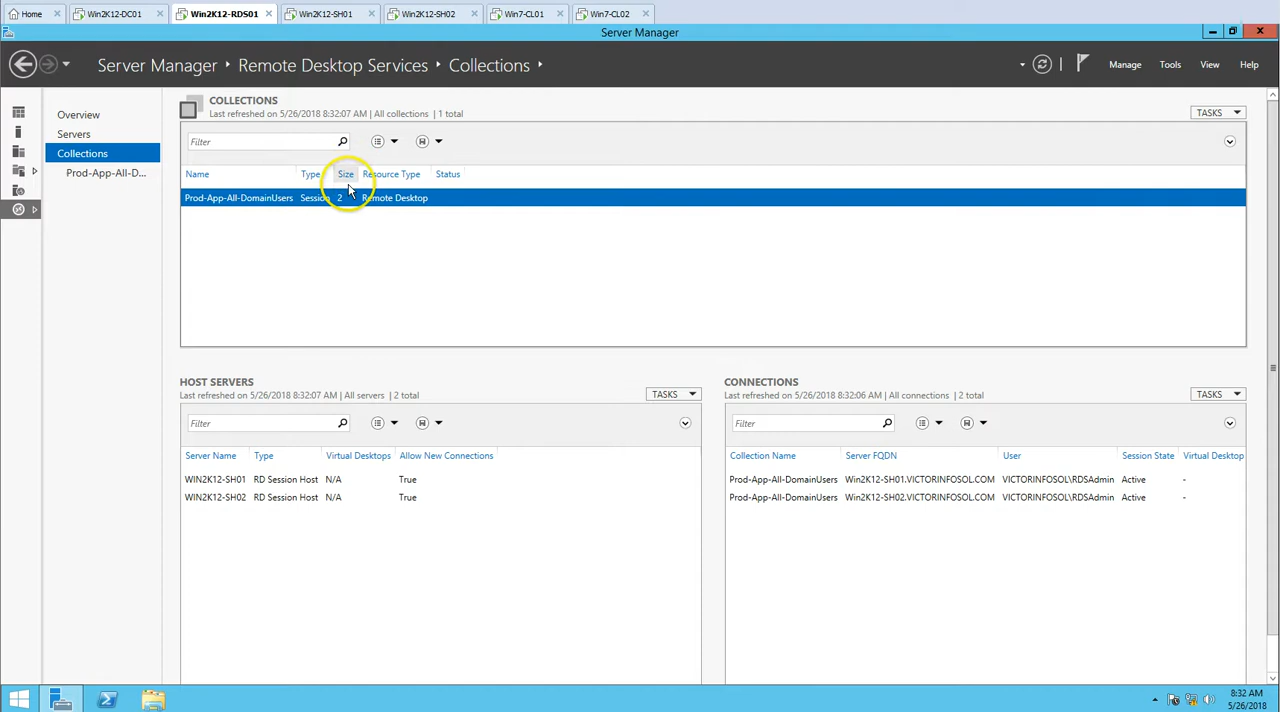 Home Win2K12-DC01 Win2K12-RDS01 Win2K12-SH01 Win2K12-SH02 Win7-CL01 Win7-CL02
Server Manager
Server Manager Remote Desktop Services Collections Manage Tools View Help
Overview
Servers
Collections
Prod-App-All-D...
COLLECTIONS
Last refreshed on 5/26/2018 8:32:07 AM | All collections | 1 total
TASKS
Filter
Name Type Size Resource Type Status
Prod-App-All-DomainUsers Session 2 Remote Desktop
HOST SERVERS
Last refreshed on 5/26/2018 8:32:07 AM | All servers | 2 total
TASKS
Filter
Server Name Type Virtual Desktops Allow New Connections
WIN2K12-SH01 RD Session Host N/A True
WIN2K12-SH02 RD Session Host N/A True
CONNECTIONS
Last refreshed on 5/26/2018 8:32:06 AM | All connections | 2 total
TASKS
Filter
Collection Name Server FQDN User Session State Virtual Desktop
Prod-App-All-DomainUsers Win2K12-SH01.VICTORINFOSOL.COM VICTORINFOSOL\RDSAdmin Active -
Prod-App-All-DomainUsers Win2K12-SH02.VICTORINFOSOL.COM VICTORINFOSOL\RDSAdmin Active -
8:32 AM
5/26/2018